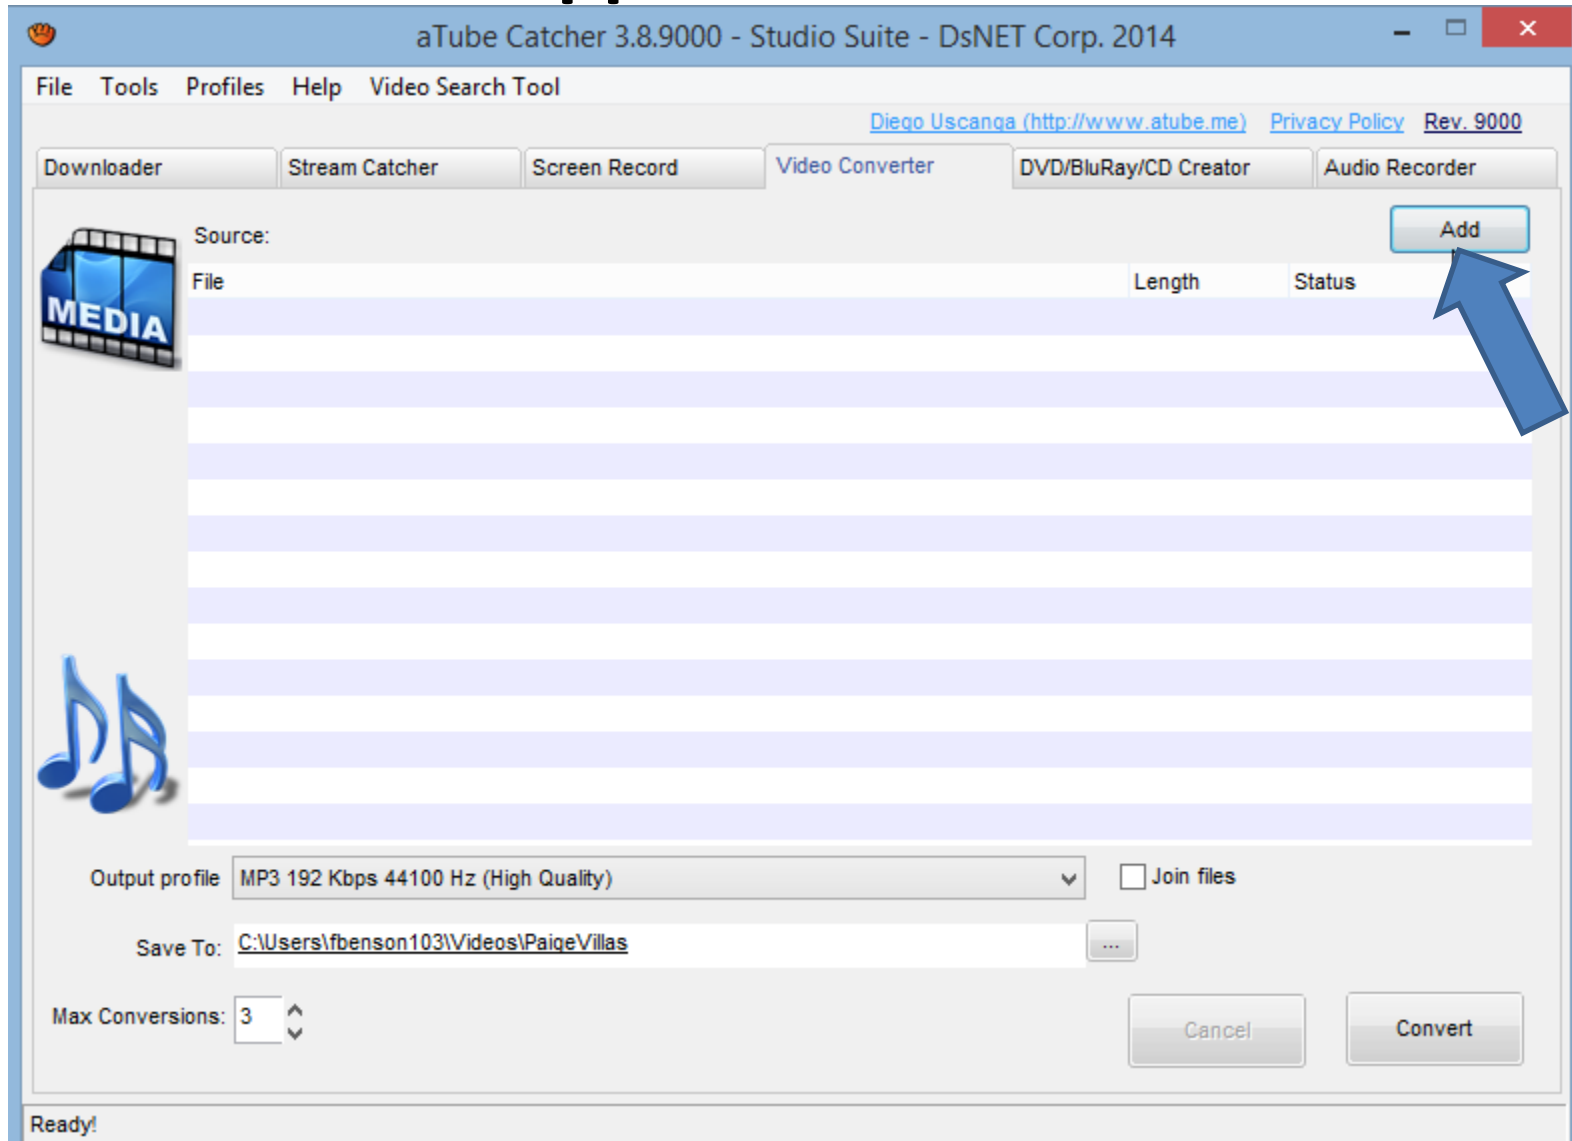 aTube Catcher 3.8.9000 - Studio Suite - DsNET Corp. 2014
File Tools Profiles Help Video Search Tool
Diego Uscanga (http://www.atube.me) Privacy Policy Rev. 9000
Downloader Stream Catcher Screen Record Video Converter DVD/BluRay/CD Creator Audio Recorder
Source: Add
File Length Status
MEDIA
Output profile MP3 192 Kbps 44100 Hz (High Quality) Join files
Save To: C:\Users\fbenson103\Videos\PaigeVillas ...
Max Conversions: 3 Cancel Convert
Ready!